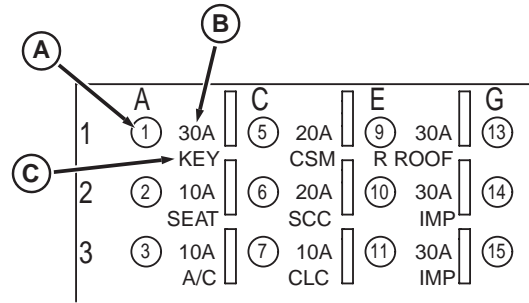 B
A
A C E G
1 1 30A 5 20A 9 30A 13
KEY CSM R ROOF
C
2 2 10A 6 20A 10 30A 14
SEAT SCC IMP
3 3 10A 7 10A 11 30A 15
A/C CLC IMP